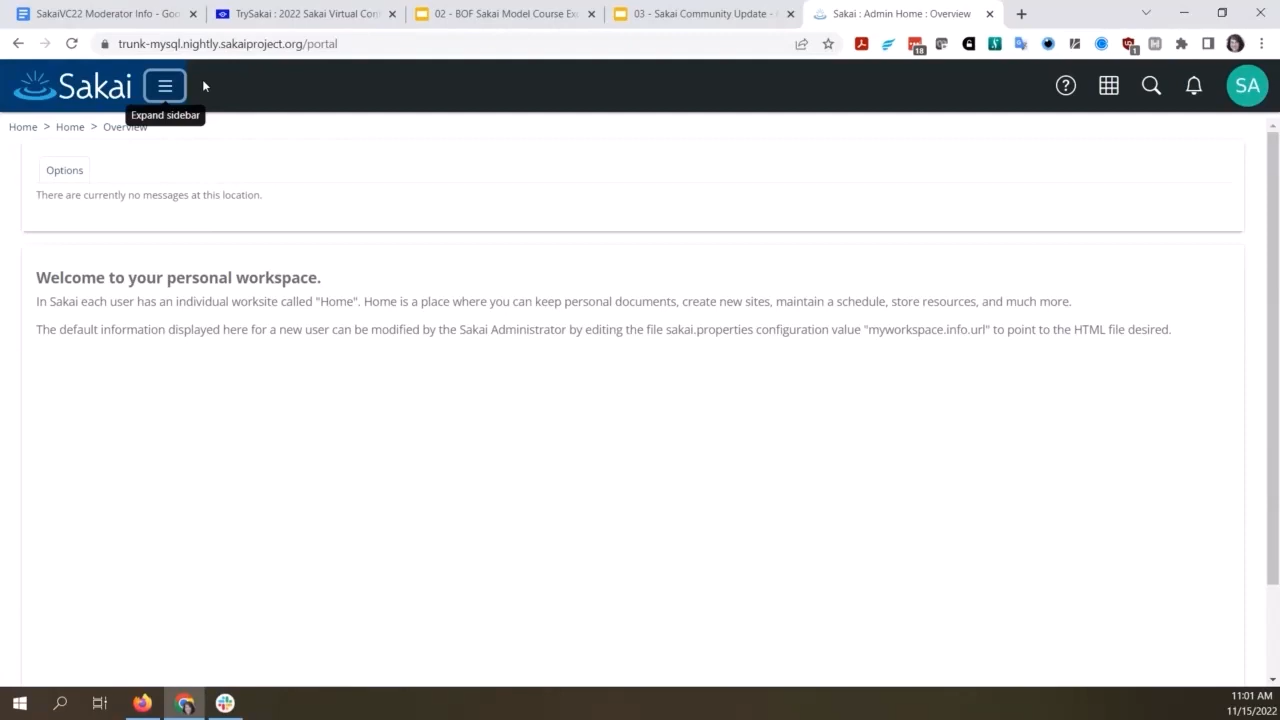 SakaiVC22 Moderator Info - Goo
TrySakai : 2022 Sakai Virtual Con
02 - BOF Sakai Model Course Ex
03 - Sakai Community Update -
Sakai : Admin Home : Overview
trunk-mysql.nightly.sakaiproject.org/portal
18
1
Sakai
SA
Expand sidebar
Home > Home > Overview
Options
There are currently no messages at this location.
Welcome to your personal workspace.
In Sakai each user has an individual worksite called "Home". Home is a place where you can keep personal documents, create new sites, maintain a schedule, store resources, and much more.
The default information displayed here for a new user can be modified by the Sakai Administrator by editing the file sakai.properties configuration value "myworkspace.info.url" to point to the HTML file desired.
11:01 AM
11/15/2022